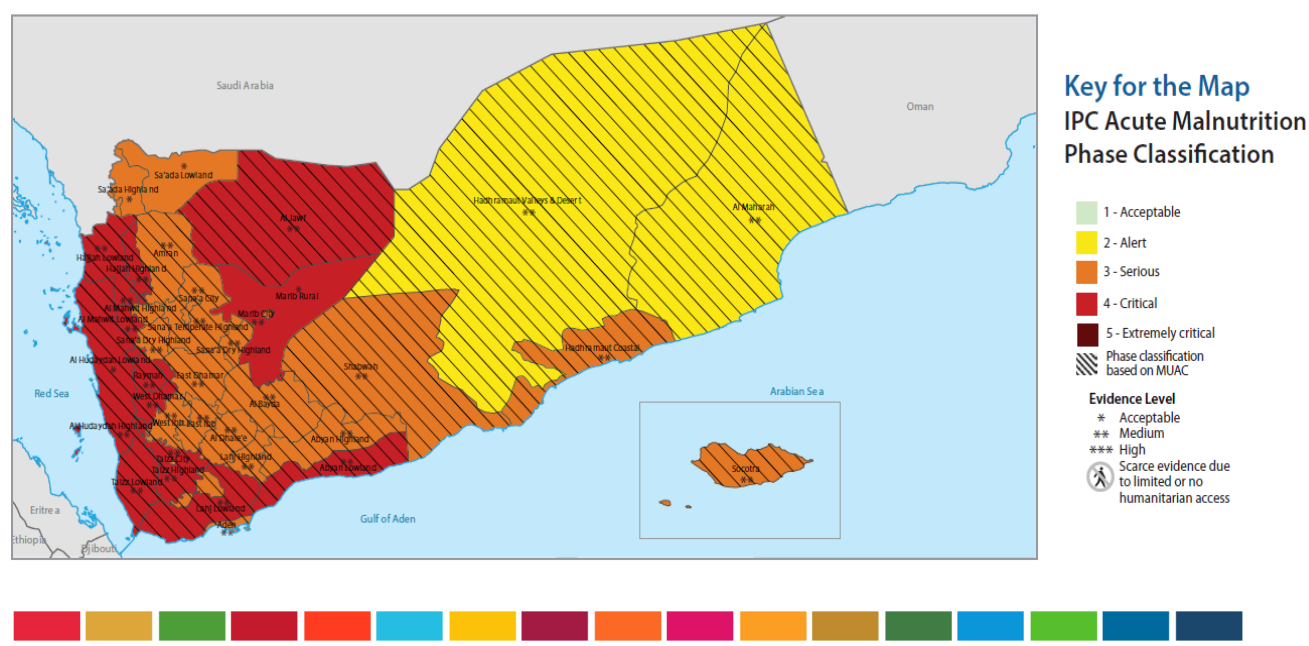 Saudi Arabia
Oman
Sa'ada Lowland
*
Sa'ada Highland
*
Hadhramaut Valleys & Desert
**
Al Maharah
**
Al Jawf
**
Amran
**
Hajjah Lowland
**
Hajjah Highland
**
Marib Rural
*
Sana'a City
**
Al Mahwit Highland
**
Marib City
**
Al Mahwit Lowland
**
Sana'a Temperate Highland
**
Sana'a Dry Highland
**
Sana'a Dry Highland
**
Hadhramaut Coastal
**
Al Hudaydah Lowland
*
Shabwah
**
Raymah
**
East Dhamar
**
Red Sea
West Dhamar
**
Al Bayda
**
Arabian Sea
West Ibb
**
East Ibb
**
Al Hudaydah Highland
**
Al Dhale'e
**
Abyan Highland
**
Taizz City
**
Lahj Highland
**
Taizz Highland
**
Abyan Lowland
**
Socotra
**
Taizz Lowland
**
Lahj Lowland
**
Eritrea
Aden
**
Gulf of Aden
Ethiopia
Djibouti
Key for the Map
IPC Acute Malnutrition
Phase Classification
1 - Acceptable
2 - Alert
3 - Serious
4 - Critical
5 - Extremely critical
Phase classification
based on MUAC
Evidence Level
* Acceptable
** Medium
*** High
Scarce evidence due
to limited or no
humanitarian access